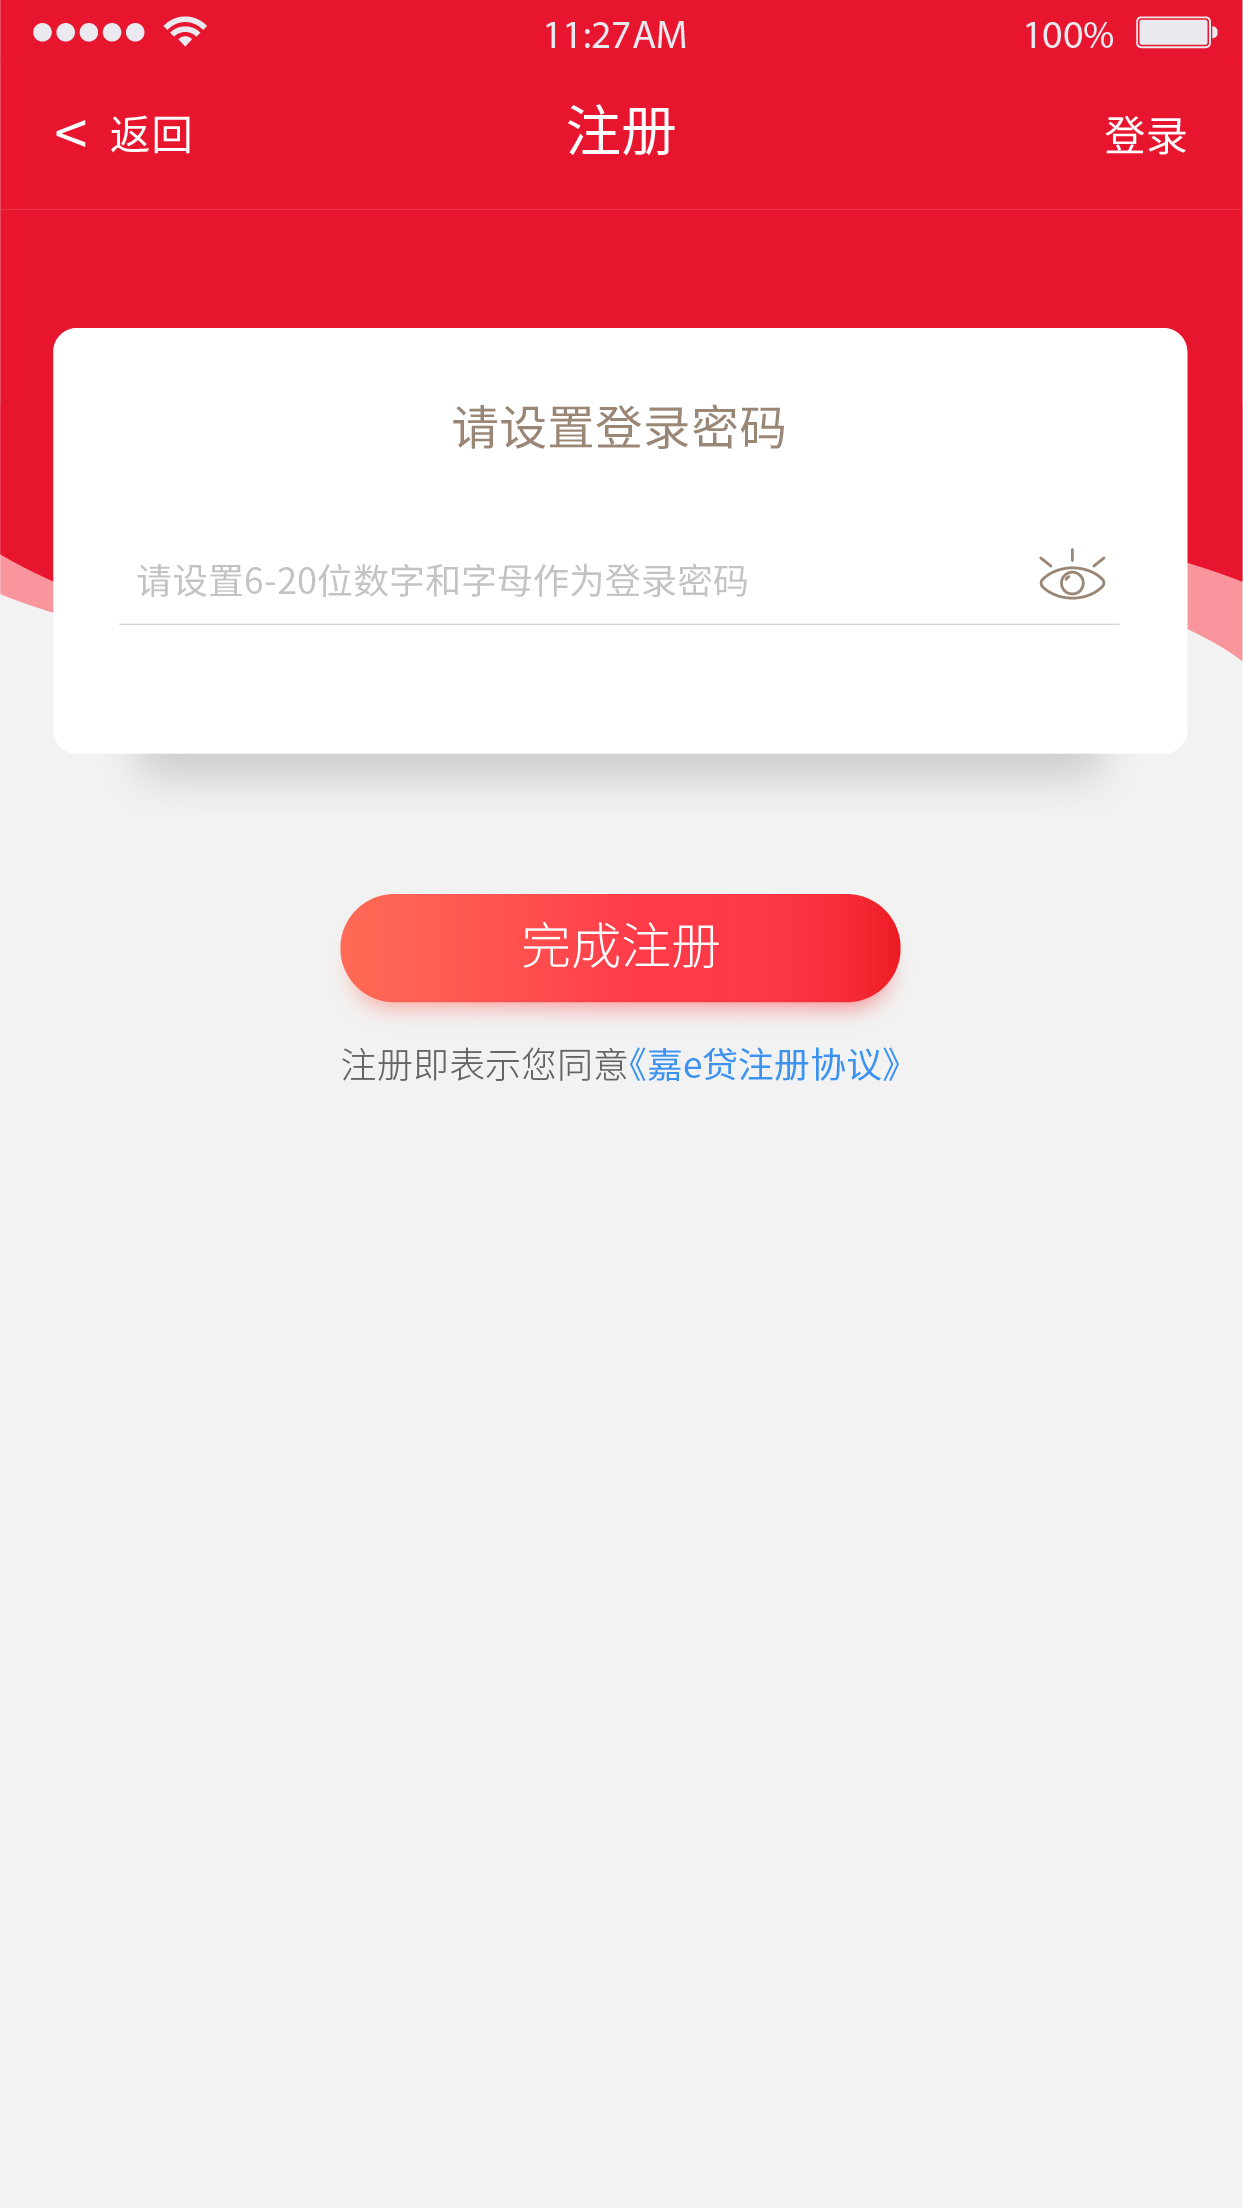 11:27AM 100%
< 返回 注册 登录
请设置登录密码
请设置6-20位数字和字母作为登录密码
完成注册
注册即表示您同意《嘉e贷注册协议》